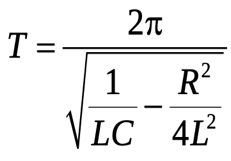 T = 2π / √(1/LC − R²/4L²)